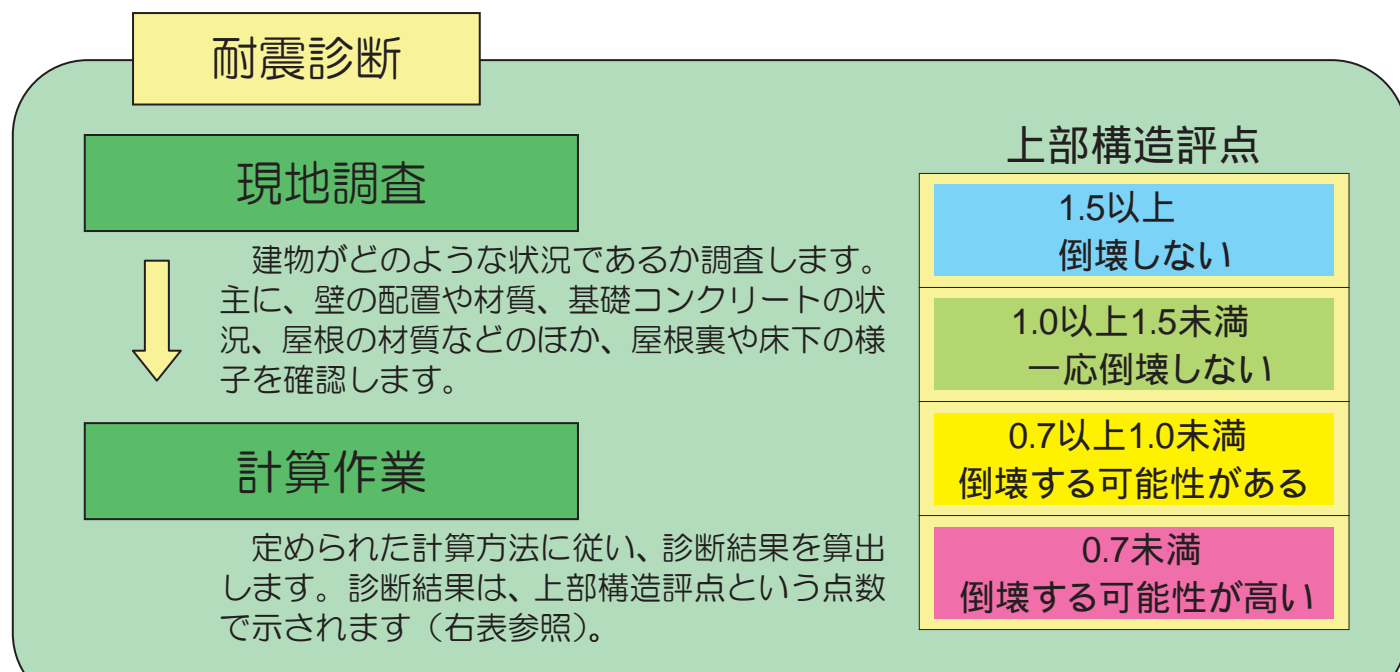 耐震診断
現地調査
建物がどのような状況であるか調査します。
主に、壁の配置や材質、基礎コンクリートの状
況、屋根の材質などのほか、屋根裏や床下の様
子を確認します。
計算作業
定められた計算方法に従い、診断結果を算出
します。診断結果は、上部構造評点という点数
で示されます（右表参照）。
上部構造評点
1.5以上
倒壊しない
1.0以上1.5未満
一応倒壊しない
0.7以上1.0未満
倒壊する可能性がある
0.7未満
倒壊する可能性が高い